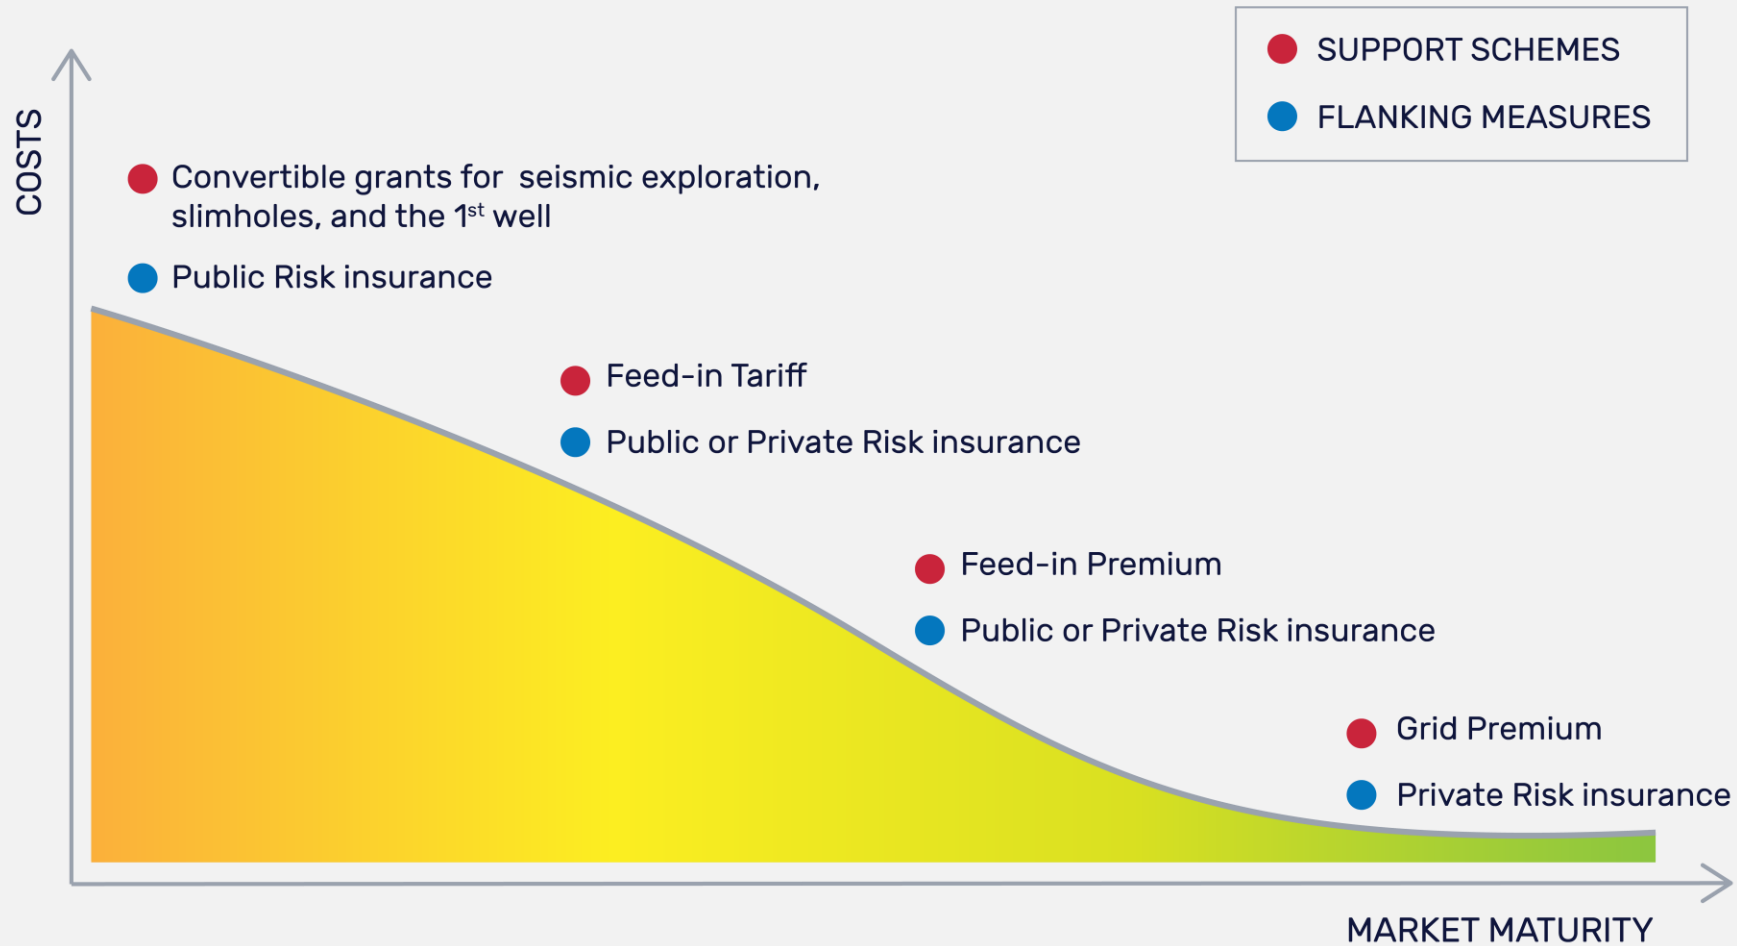 SUPPORT SCHEMES
FLANKING MEASURES
COSTS
Convertible grants for seismic exploration,
slimholes, and the 1st well
Public Risk insurance
Feed-in Tariff
Public or Private Risk insurance
Feed-in Premium
Public or Private Risk insurance
Grid Premium
Private Risk insurance
MARKET MATURITY